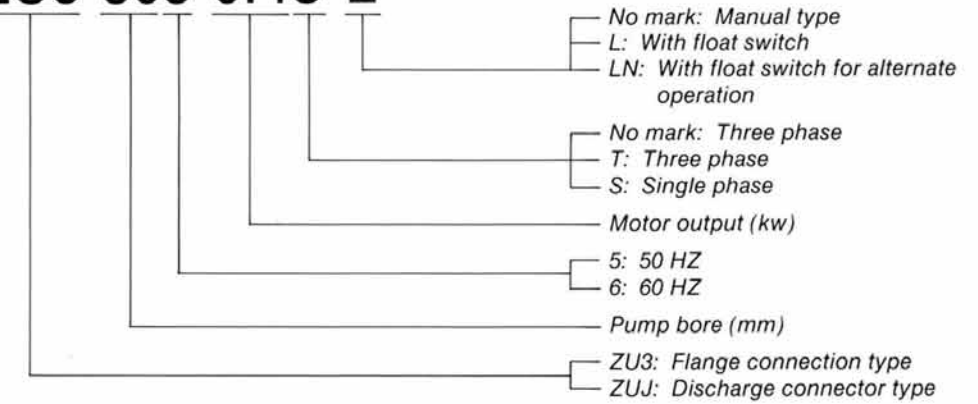 No mark: Manual type
L: With float switch
LN: With float switch for alternate
operation
No mark: Three phase
T: Three phase
S: Single phase
Motor output (kw)
5: 50 HZ
6: 60 HZ
Pump bore (mm)
ZU3: Flange connection type
ZUJ: Discharge connector type